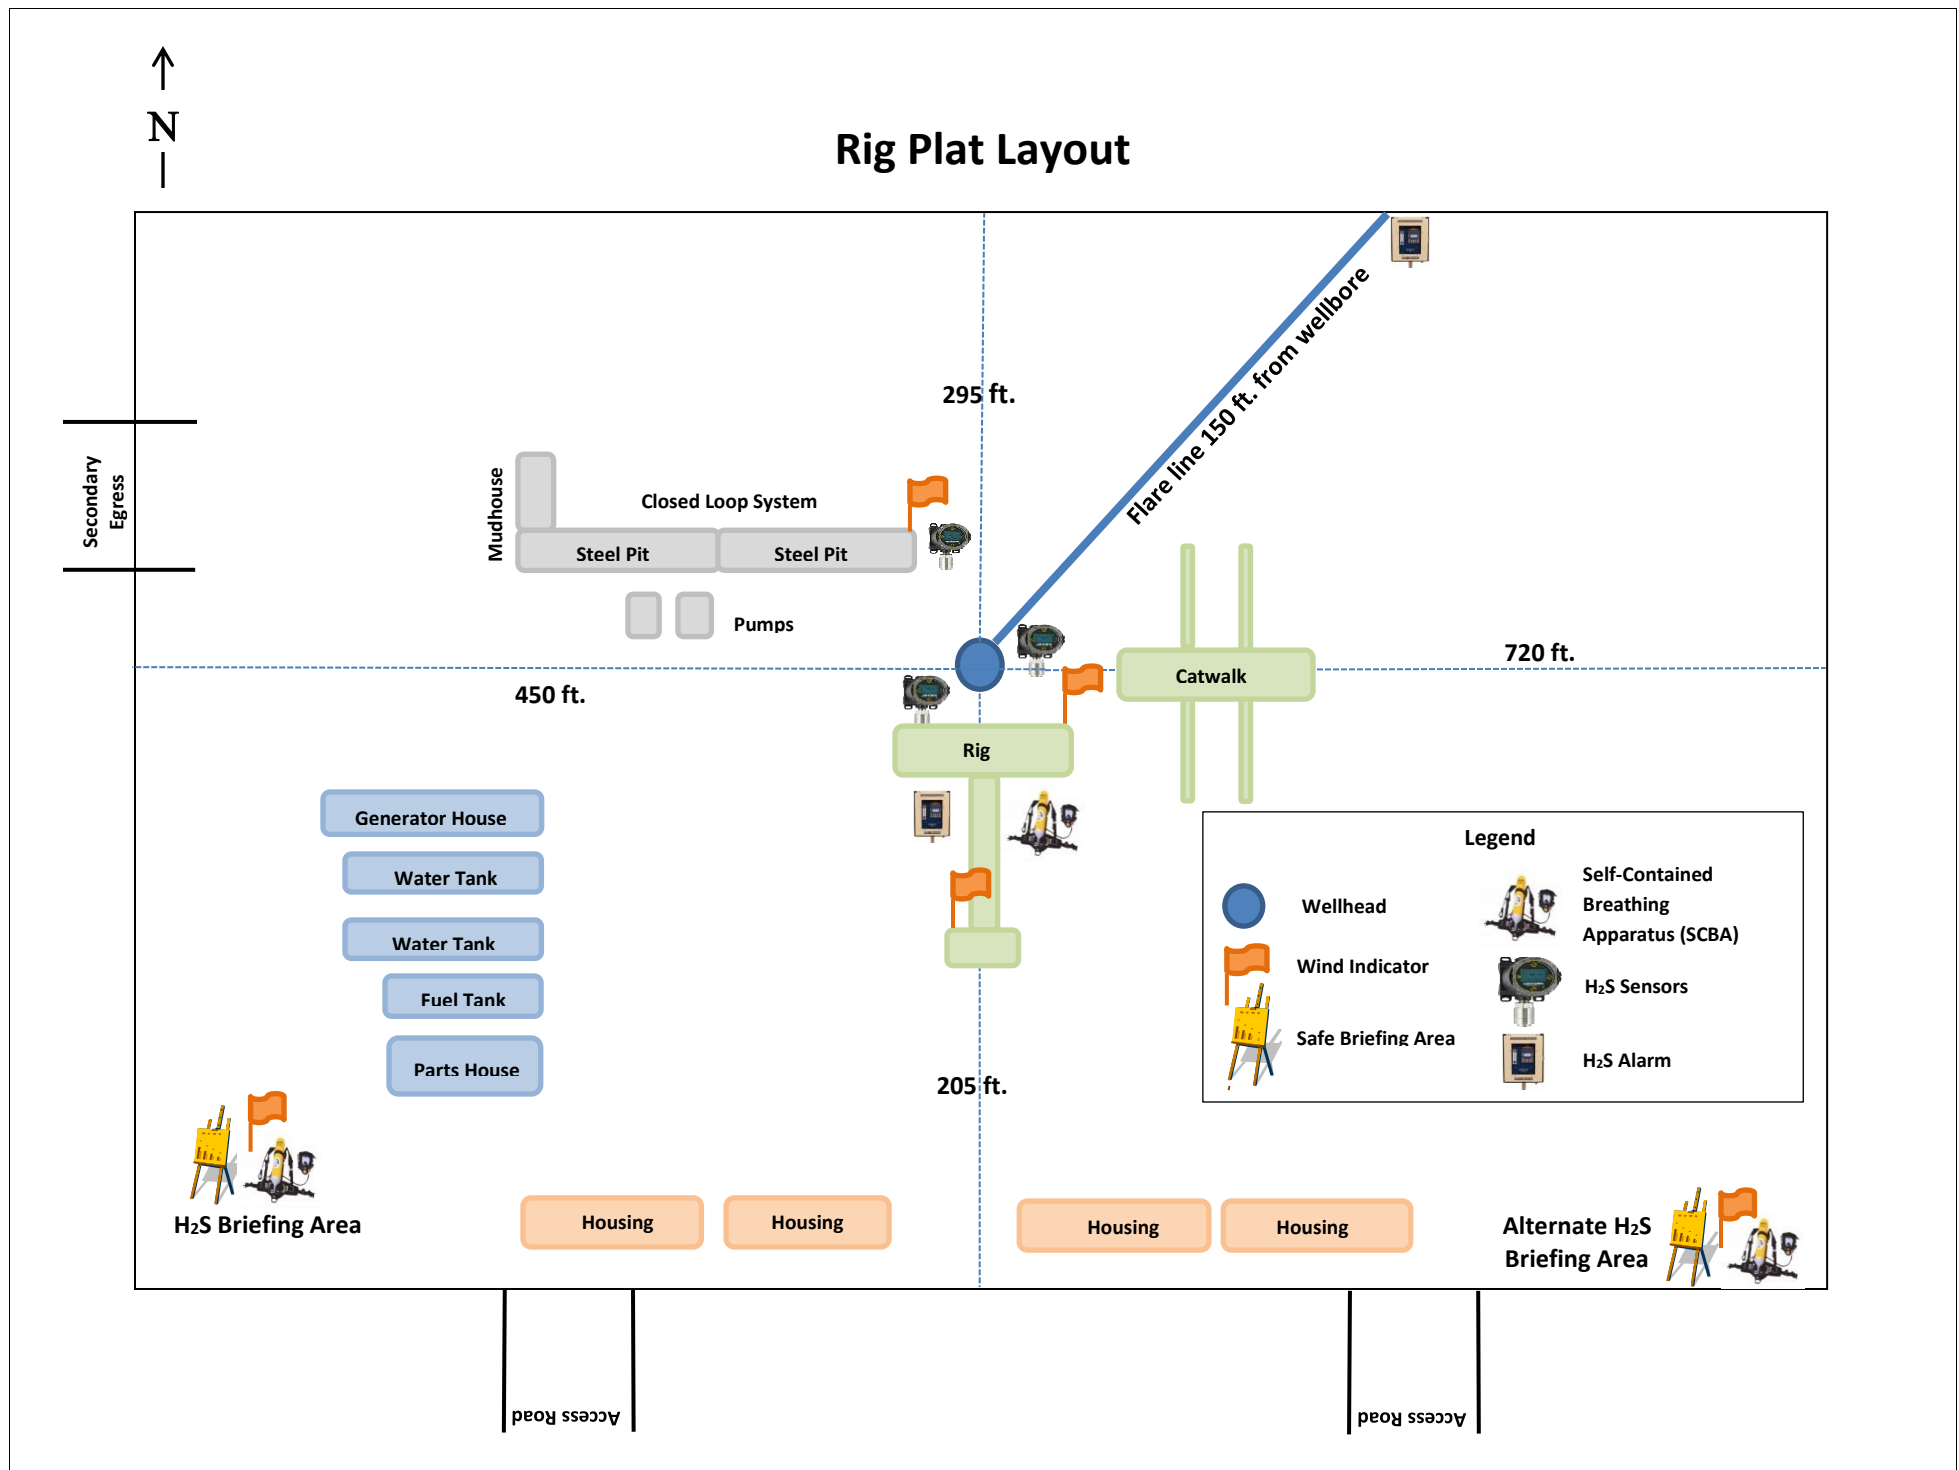 N
Rig Plat Layout
Flare line 150 ft. from wellbore
295 ft.
Secondary
Egress
Mudhouse
Closed Loop System
Steel Pit
Steel Pit
Pumps
720 ft.
450 ft.
Catwalk
Rig
Generator House
Water Tank
Water Tank
Fuel Tank
Parts House
205 ft.
Legend
Wellhead
Wind Indicator
Safe Briefing Area
Self-Contained
Breathing
Apparatus (SCBA)
H2S Sensors
H2S Alarm
H2S Briefing Area
Housing
Housing
Housing
Housing
Alternate H2S
Briefing Area
Access Road
Access Road